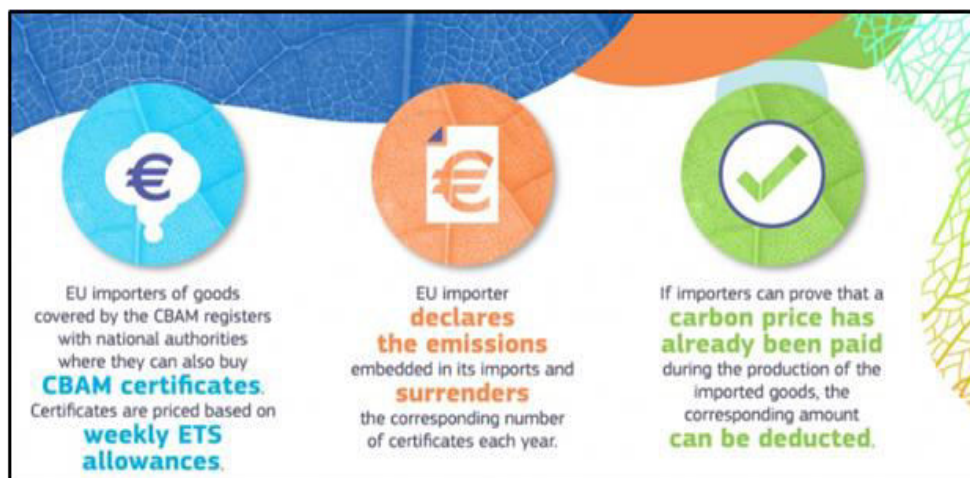 €
EU importers of goods
covered by the CBAM registers
with national authorities
where they can also buy
CBAM certificates.
Certificates are priced based on
weekly ETS
allowances.
€
EU importer
declares
the emissions
embedded in its imports and
surrenders
the corresponding number
of certificates each year.
If importers can prove that a
carbon price has
already been paid
during the production of the
imported goods, the
corresponding amount
can be deducted.